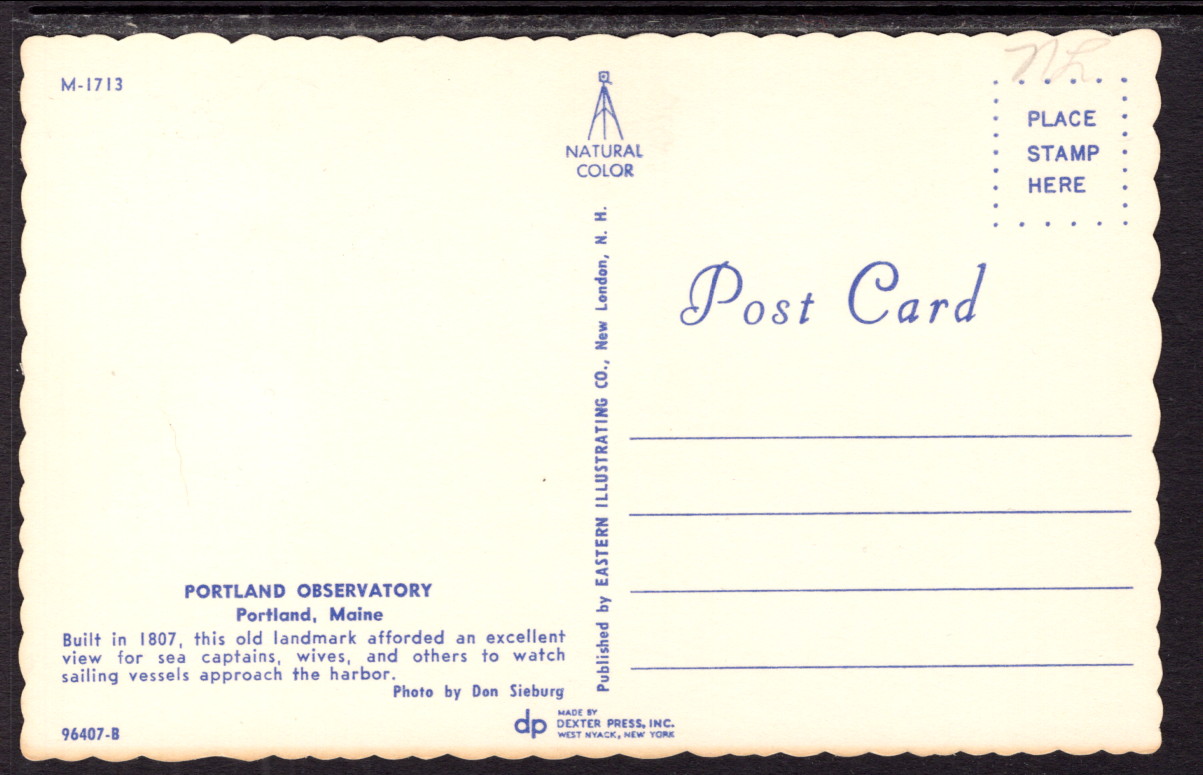 M-1713
NATURAL
COLOR
NL
PLACE
STAMP
HERE
Post Card
Published by EASTERN ILLUSTRATING CO., New London, N. H.
PORTLAND OBSERVATORY
Portland, Maine
Built in 1807, this old landmark afforded an excellent
view for sea captains, wives, and others to watch
sailing vessels approach the harbor.
Photo by Don Sieburg
96407-B
dp
MADE BY
DEXTER PRESS, INC.
WEST NYACK, NEW YORK